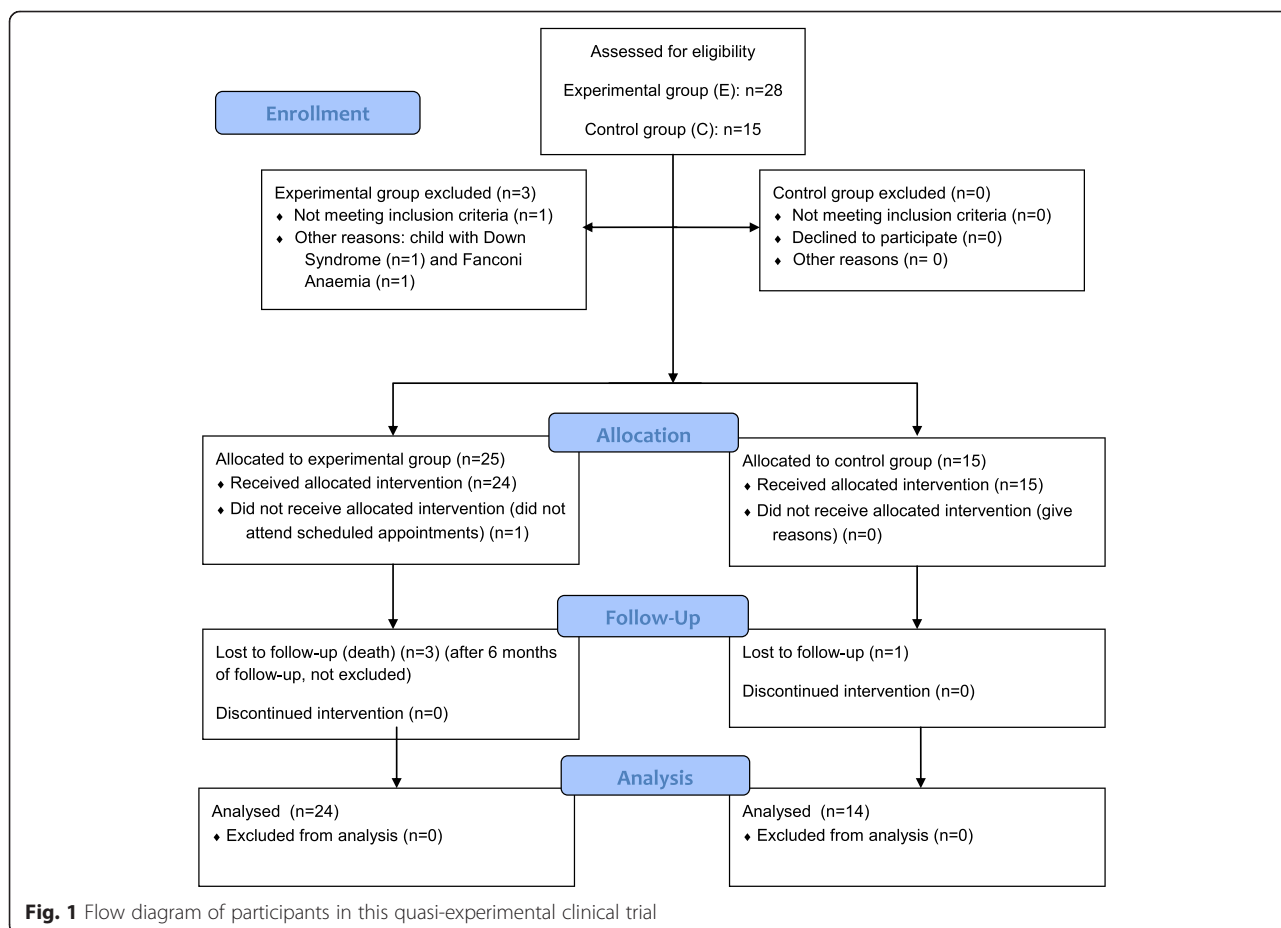 Assessed for eligibility
Experimental group (E): n=28
Control group (C): n=15
Enrollment
Experimental group excluded (n=3)
♦ Not meeting inclusion criteria (n=1)
♦ Other reasons: child with Down
Syndrome (n=1) and Fanconi
Anaemia (n=1)
Control group excluded (n=0)
♦ Not meeting inclusion criteria (n=0)
♦ Declined to participate (n=0)
♦ Other reasons (n= 0)
Allocation
Allocated to experimental group (n=25)
♦ Received allocated intervention (n=24)
♦ Did not receive allocated intervention (did not
attend scheduled appointments) (n=1)
Allocated to control group (n=15)
♦ Received allocated intervention (n=15)
♦ Did not receive allocated intervention (give
reasons) (n=0)
Follow-Up
Lost to follow-up (death) (n=3) (after 6 months
of follow-up, not excluded)
Discontinued intervention (n=0)
Lost to follow-up (n=1)
Discontinued intervention (n=0)
Analysis
Analysed (n=24)
♦ Excluded from analysis (n=0)
Analysed (n=14)
♦ Excluded from analysis (n=0)
Fig. 1 Flow diagram of participants in this quasi-experimental clinical trial